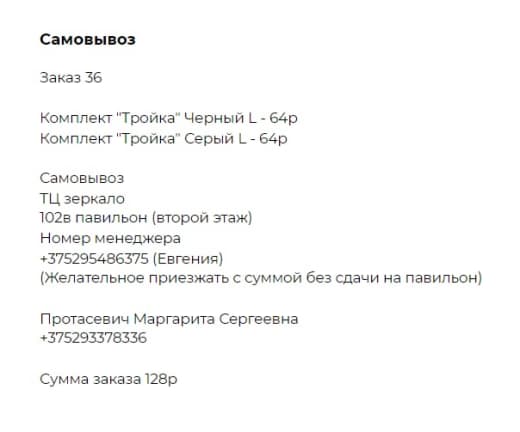 Самовывоз
Заказ 36
Комплект "Тройка" Черный L - 64р
Комплект "Тройка" Серый L - 64р
Самовывоз
ТЦ зеркало
102в павильон (второй этаж)
Номер менеджера
+375295486375 (Евгения)
(Желательное приезжать с суммой без сдачи на павильон)
Протасевич Маргарита Сергеевна
+375293378336
Сумма заказа 128р